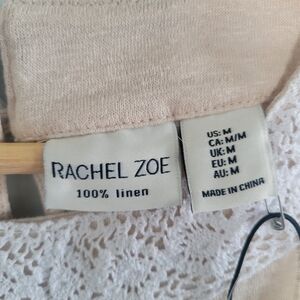 RACHEL ZOE
100% linen
US: M
CA: M/M
UK: M
EU: M
AU: M
MADE IN CHINA